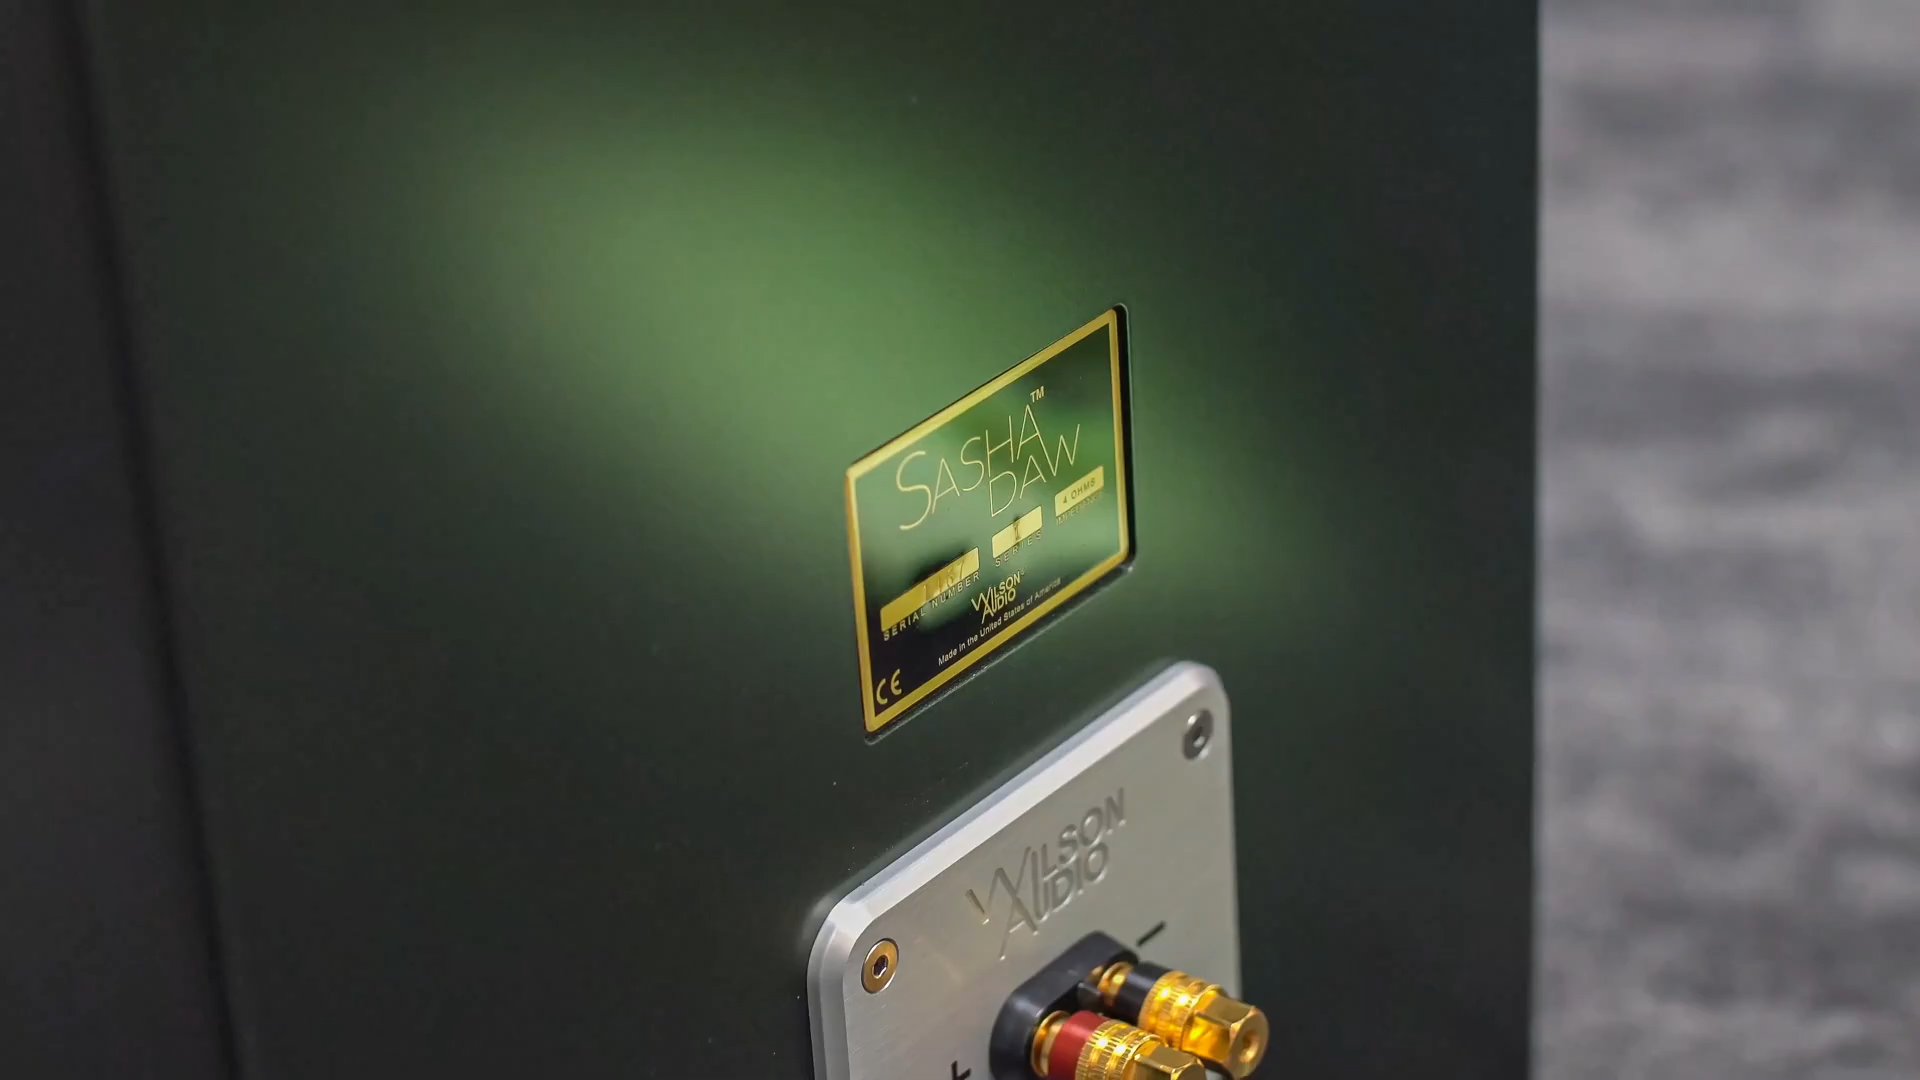 SASHA™
DAW
4 OHMS
I
SERIES
SERIAL NUMBER
WILSON
AUDIO
Made in the United States of America
CE
WILSON
AUDIO
−
+